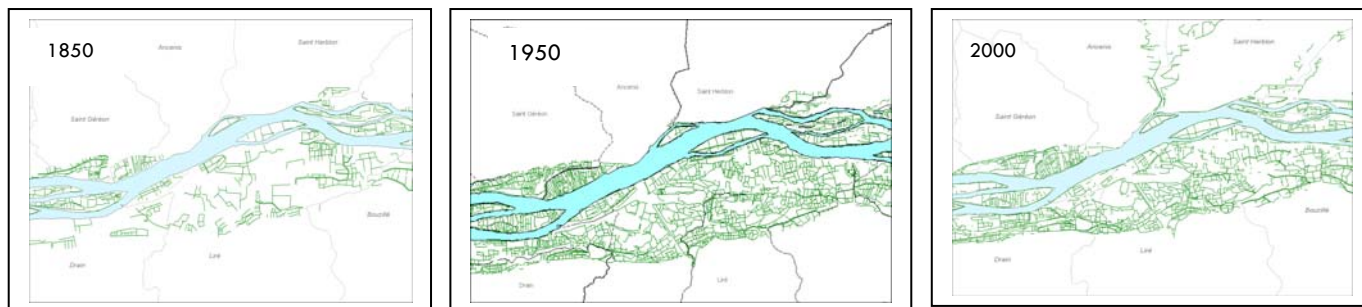 1850
Ancenis
Saint Herblon
Saint Géréon
Bouzillé
Liré
Drain
1950
Ancenis
Saint Herblon
Saint Géréon
Drain
Liré
2000
Ancenis
Saint Herblon
Saint Géréon
Bouzillé
Drain
Liré